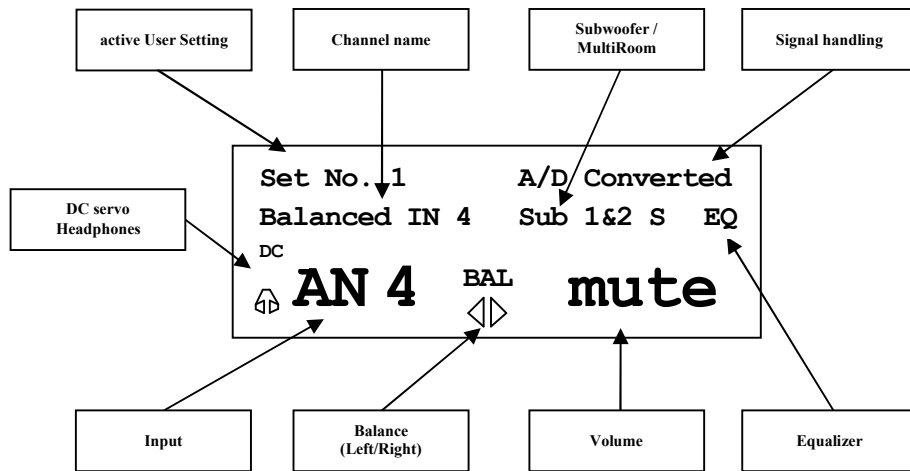 active User Setting
Channel name
Subwoofer /
MultiRoom
Signal handling
Set No. 1
A/D Converted
Balanced IN 4
Sub 1&2 S
EQ
DC servo
Headphones
DC
AN 4
BAL
mute
Input
Balance
(Left/Right)
Volume
Equalizer